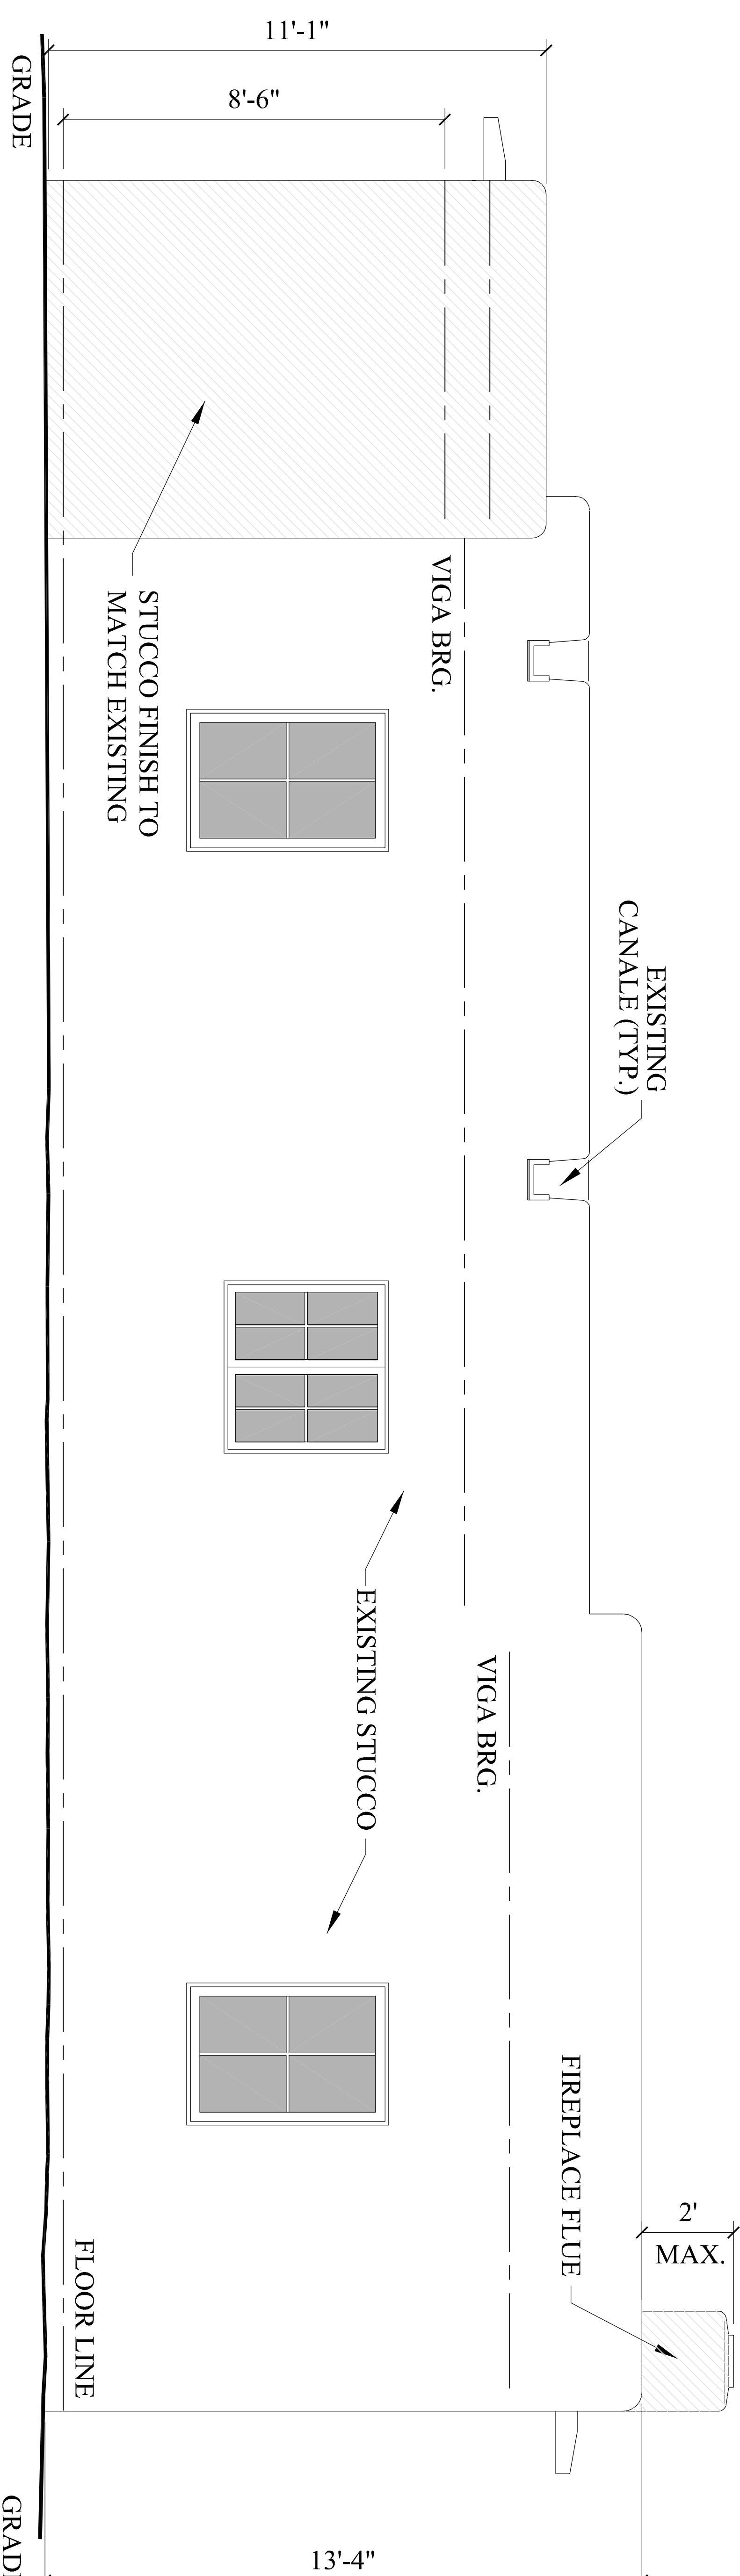 11'-1"
8'-6"
GRADE
VIGA BRG.
STUCCO FINISH TO
MATCH EXISTING
EXISTING
CANALE (TYP.)
EXISTING STUCCO
VIGA BRG.
FIREPLACE FLUE
2'
MAX.
FLOOR LINE
13'-4"
GRAD